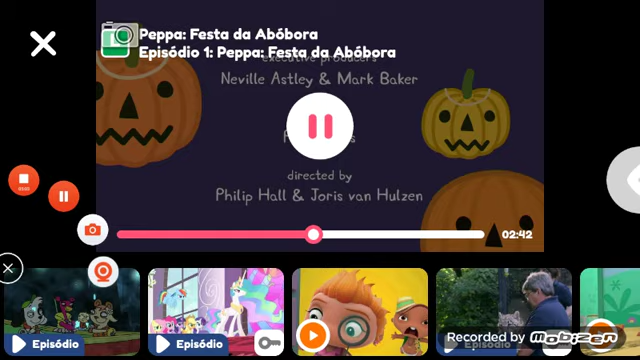 Peppa: Festa da Abóbora
Episódio 1: Peppa: Festa da Abóbora
executive producers
Neville Astley & Mark Baker
directed by
Philip Hall & Joris van Hulzen
02:42
Episódio
Episódio
Episódio
Recorded by mobizen